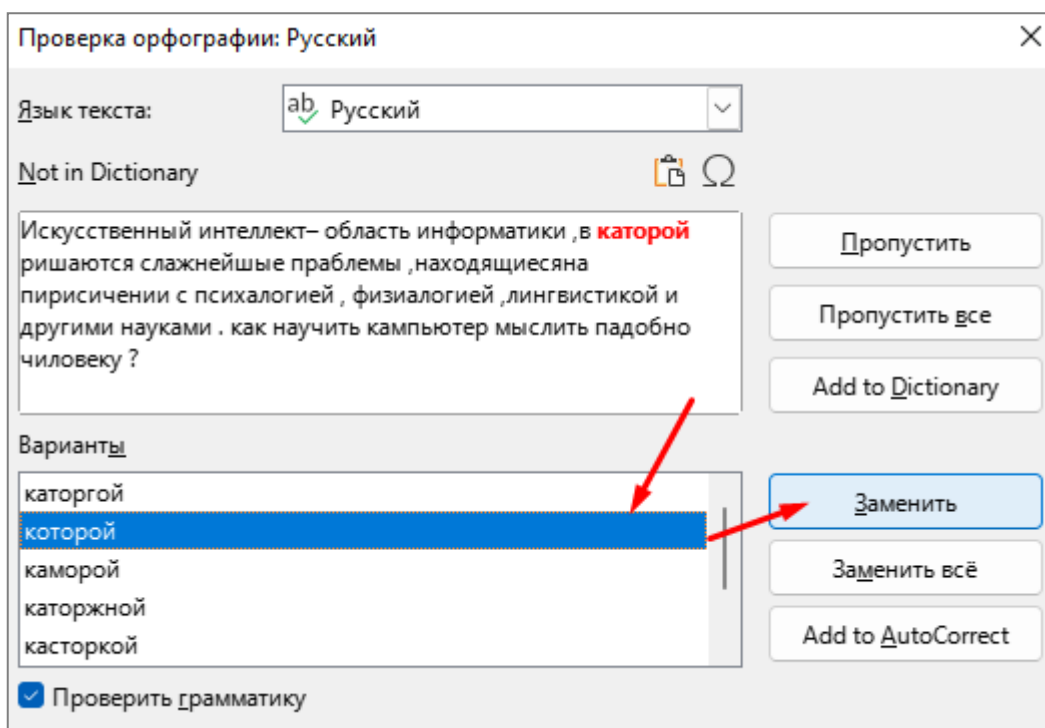 Проверка орфографии: Русский
Язык текста:
Русский
Not in Dictionary
Искусственный интеллект– область информатики ,в каторой
ришаются слажнейшые праблемы ,находящиесяна
пирисичении с психалогией , физиалогией ,лингвистикой и
другими науками . как научить кампьютер мыслить падобно
чиловеку ?
Пропустить
Пропустить все
Add to Dictionary
Варианты
каторгой
которой
каморой
каторжной
касторкой
Заменить
Заменить всё
Add to AutoCorrect
Проверить грамматику